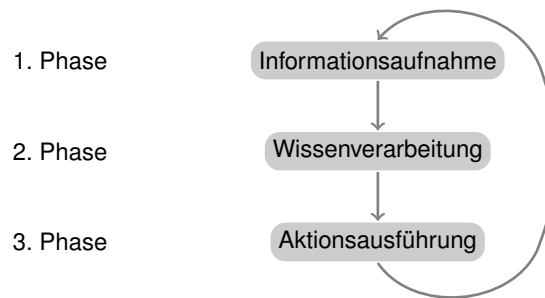 1. Phase Informationsaufnahme
2. Phase Wissenverarbeitung
3. Phase Aktionsausführung